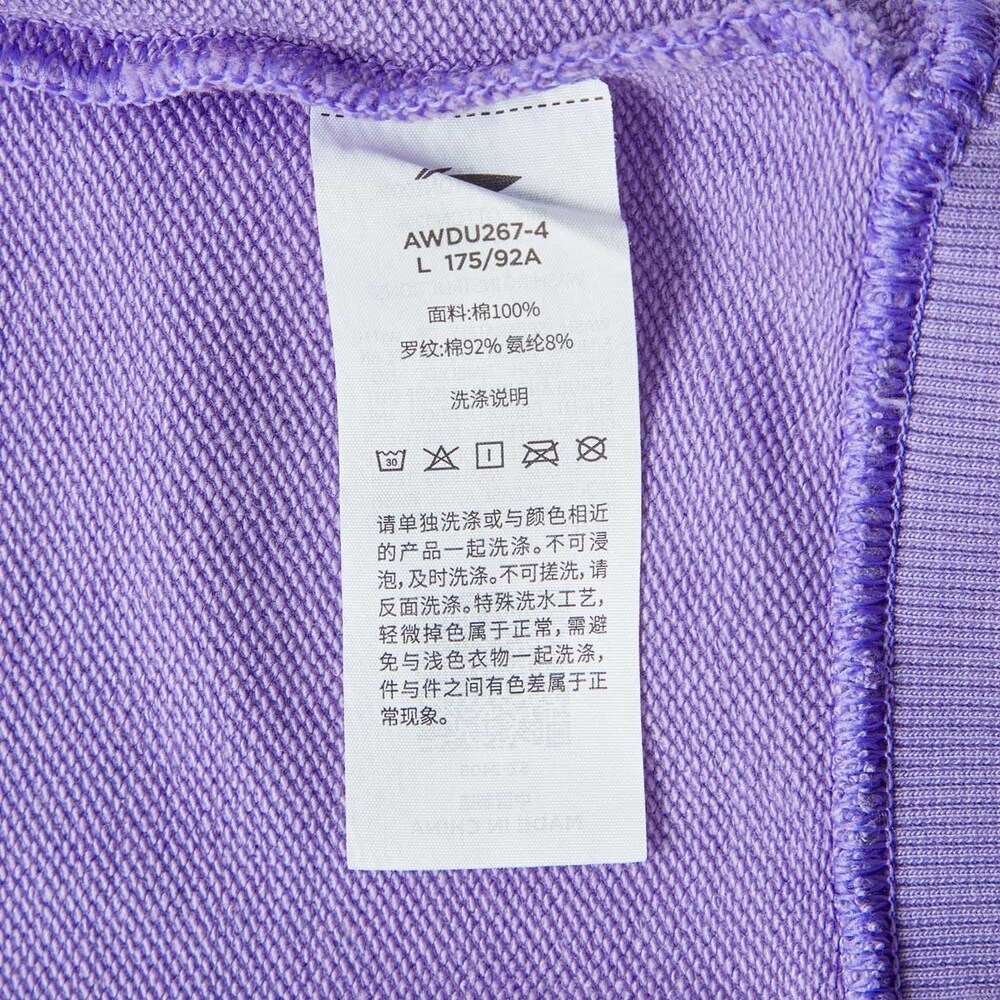 AWDU267-4
L 175/92A
面料:棉100%
罗纹:棉92% 氨纶8%
洗涤说明
30
请单独洗涤或与颜色相近
的产品一起洗涤。不可浸
泡,及时洗涤。不可搓洗,请
反面洗涤。特殊洗水工艺,
轻微掉色属于正常,需避
免与浅色衣物一起洗涤,
件与件之间有色差属于正
常现象。
MADE IN CHINA